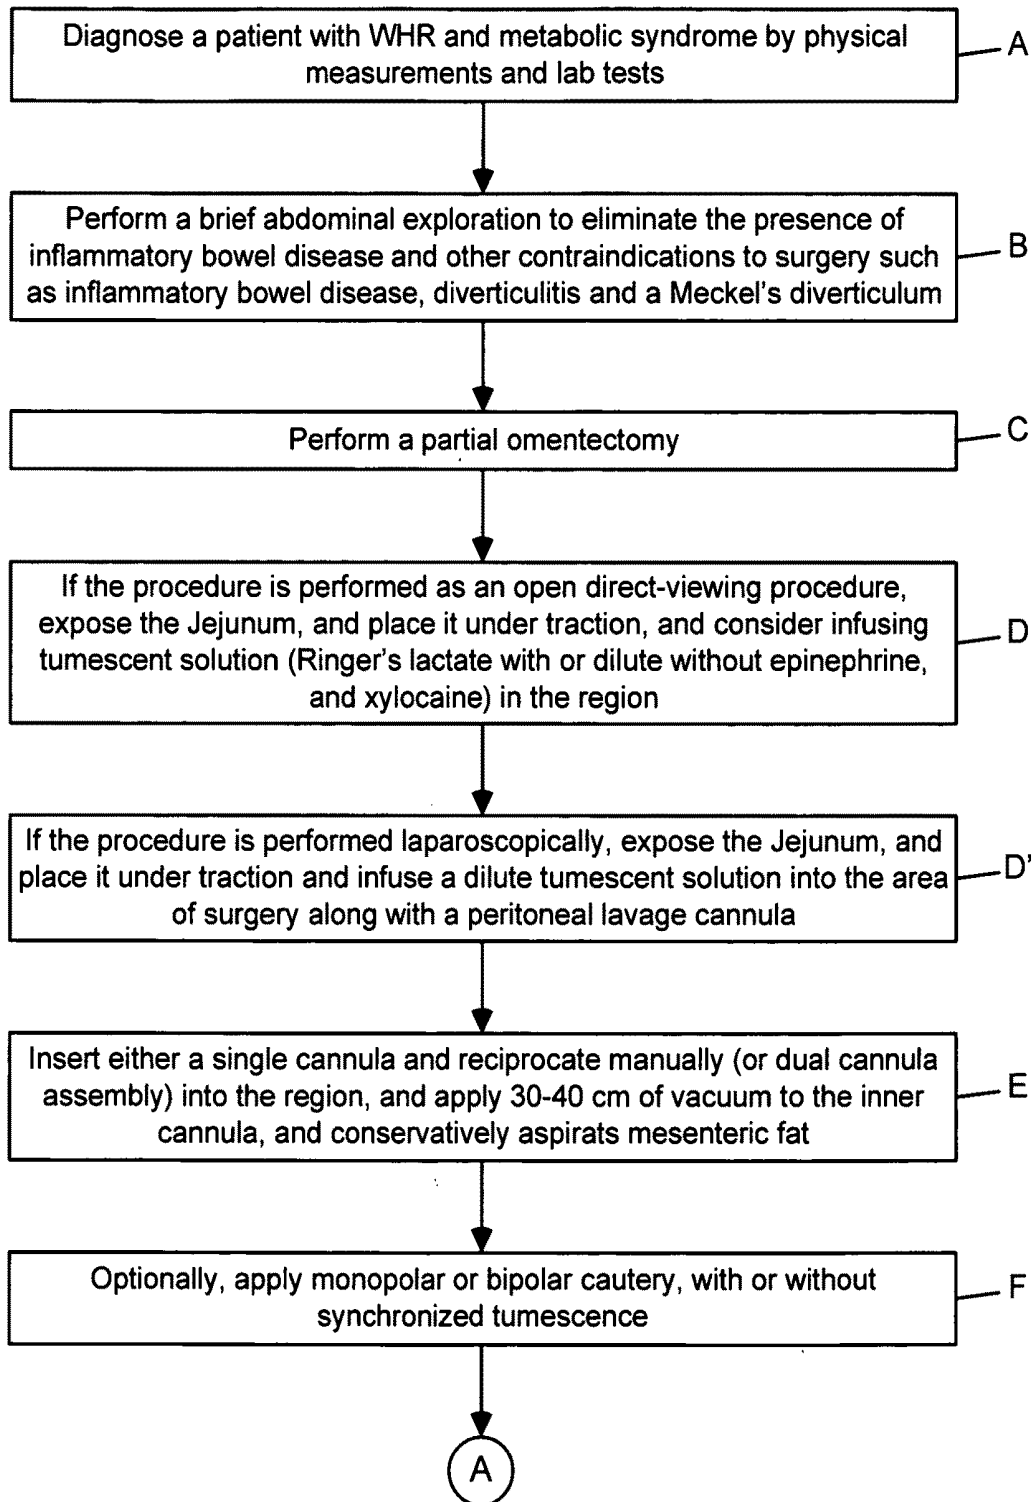 Diagnose a patient with WHR and metabolic syndrome by physical
measurements and lab tests
A
Perform a brief abdominal exploration to eliminate the presence of
inflammatory bowel disease and other contraindications to surgery such
as inflammatory bowel disease, diverticulitis and a Meckel's diverticulum
B
Perform a partial omentectomy
C
If the procedure is performed as an open direct-viewing procedure,
expose the Jejunum, and place it under traction, and consider infusing
tumescent solution (Ringer's lactate with or dilute without epinephrine,
and xylocaine) in the region
D
If the procedure is performed laparoscopically, expose the Jejunum, and
place it under traction and infuse a dilute tumescent solution into the area
of surgery along with a peritoneal lavage cannula
D'
Insert either a single cannula and reciprocate manually (or dual cannula
assembly) into the region, and apply 30-40 cm of vacuum to the inner
cannula, and conservatively aspirats mesenteric fat
E
Optionally, apply monopolar or bipolar cautery, with or without
synchronized tumescence
F
A